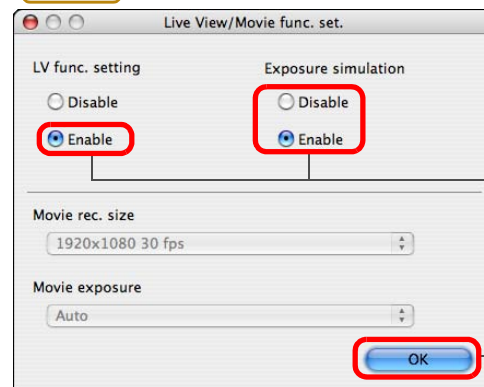 Live View/Movie func. set.
LV func. setting
Exposure simulation
Disable
Disable
Enable
Enable
Movie rec. size
1920x1080 30 fps
Movie exposure
Auto
OK